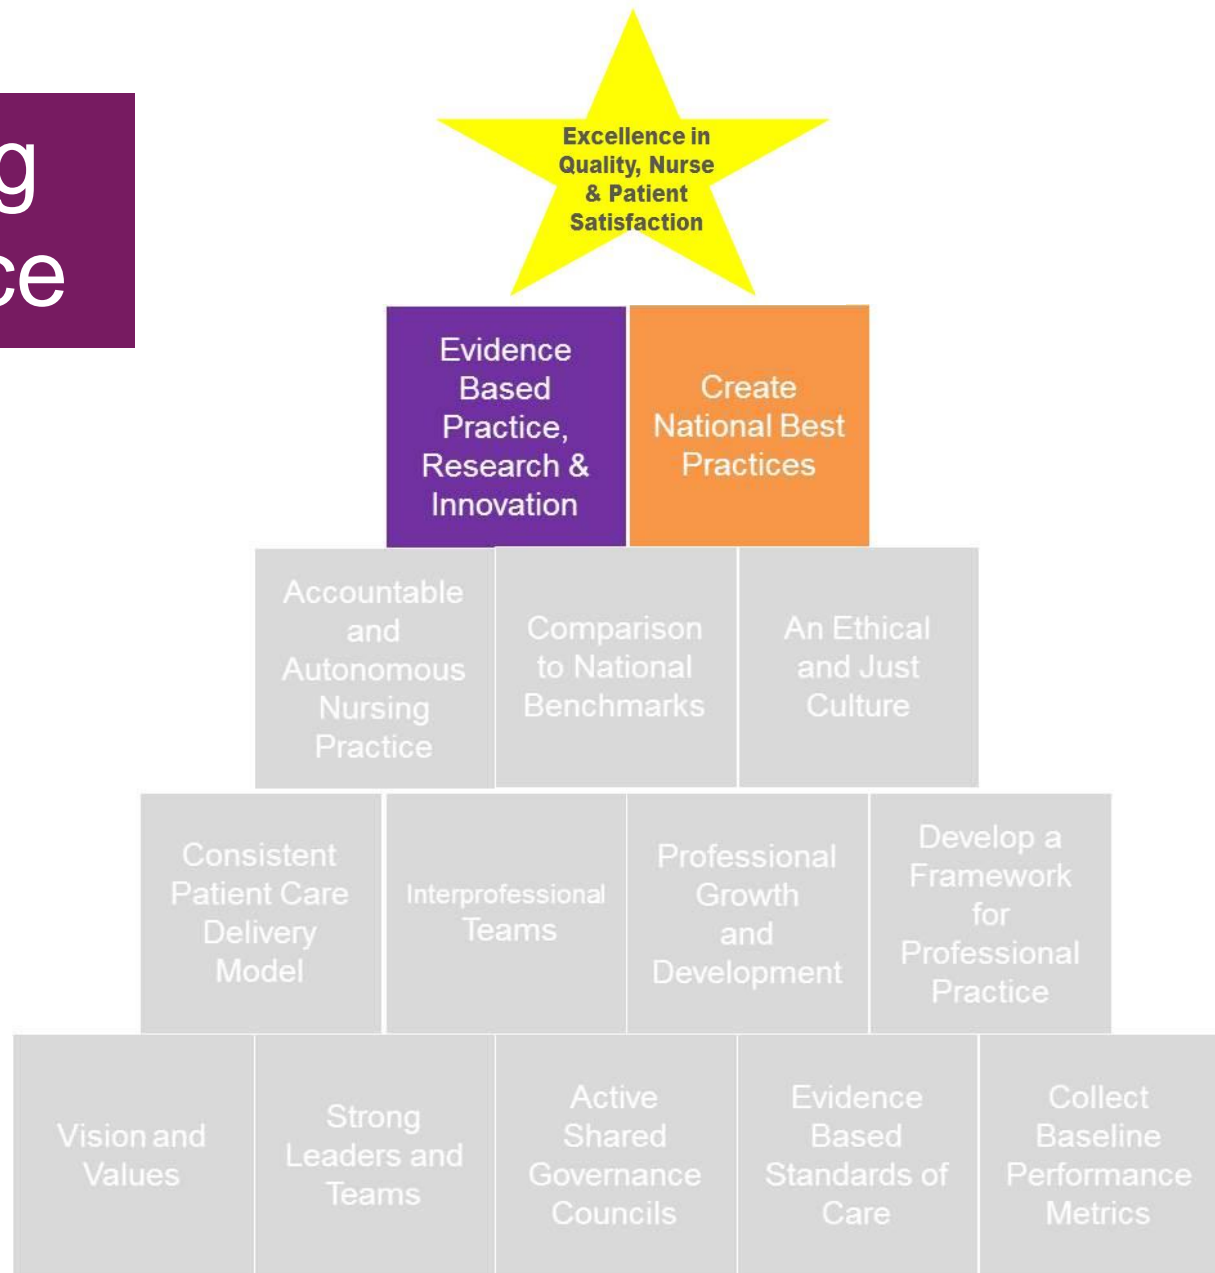 g
ce
Excellence in
Quality, Nurse
& Patient
Satisfaction
Evidence
Based
Practice,
Research &
Innovation
Create
National Best
Practices
Accountable
and
Autonomous
Nursing
Practice
Comparison
to National
Benchmarks
An Ethical
and Just
Culture
Consistent
Patient Care
Delivery
Model
Interprofessional
Teams
Professional
Growth
and
Development
Develop a
Framework
for
Professional
Practice
Vision and
Values
Strong
Leaders and
Teams
Active
Shared
Governance
Councils
Evidence
Based
Standards of
Care
Collect
Baseline
Performance
Metrics